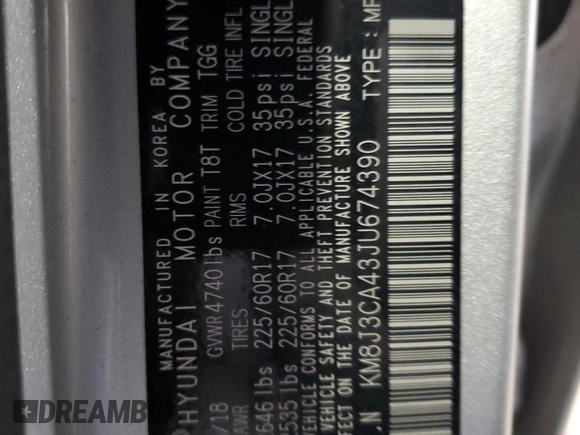 MANUFACTURED IN KOREA BY
HYUNDAI MOTOR COMPANY
/18 GVWR 4740 lbs PAINT T8T TRIM TGG
AWR TIRES RIMS COLD TIRE INFL
646 lbs 225/60R17 7.0JX17 35psi SINGL
535 lbs 225/60R17 7.0JX17 35psi SINGL
VEHICLE CONFORMS TO ALL APPLICABLE U.S.A. FEDERAL
VEHICLE SAFETY AND THEFT PREVENTION STANDARDS
ON THE DATE OF MANUFACTURE SHOWN ABOVE
.N KM8J3CA43JU674390 TYPE : MP
DREAMBID